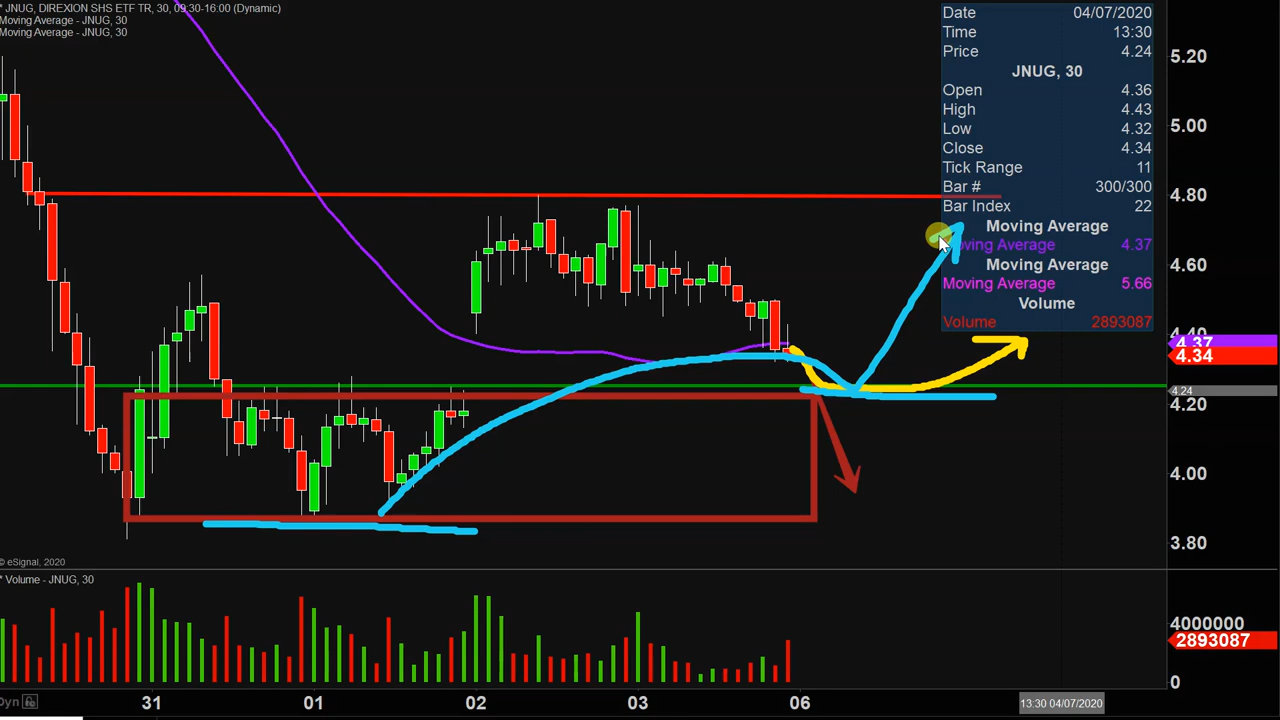 * JNUG, DIREXION SHS ETF TR, 30, 09:30-16:00 (Dynamic)
Moving Average - JNUG, 30
Moving Average - JNUG, 30
Date 04/07/2020
Time 13:30
Price 4.24
JNUG, 30
Open 4.36
High 4.43
Low 4.32
Close 4.34
Tick Range 11
Bar # 300/300
Bar Index 22
Moving Average
Moving Average 4.37
Moving Average
Moving Average 5.66
Volume
Volume 2893087
5.20
5.00
4.80
4.60
4.40
4.37
4.34
4.24
4.20
4.00
3.80
© eSignal, 2020
* Volume - JNUG, 30
4000000
2893087
0
Dyn
31 01 02 03 06 13:30 04/07/2020